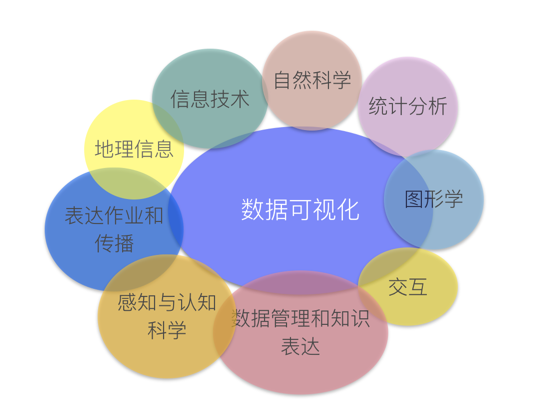 自然科学
信息技术
统计分析
地理信息
图形学
数据可视化
表达作业和
传播
交互
感知与认知
科学
数据管理和知识
表达